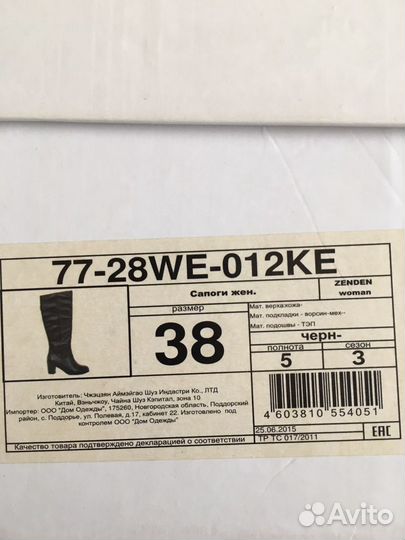 77-28WE-012KE
Сапоги жен.
ZENDEN
woman
размер
38
Мат. верха:кожа-
Мат. подкладки - ворсин-мех--
Мат. подошвы - ТЭП
черн-
полнота
сезон
5
3
Изготовитель: Чжэцзян Аймэйгао Шуз Индастри Ко., ЛТД
Китай, Вэньчжоу, Чайна Шуз Кэпитал, зона 10
Импортер: ООО "Дом Одежды", 175260, Новгородская область, Поддорский
район, с. Поддорье, ул. Полевая, д.17, кабинет 22. Изготовлено под
контролем ООО "Дом Одежды"
4603810 554051
25.06.2015
Качество товара подтверждено декларацией о соответствии
ТР ТС 017/2011
EAC
Avito